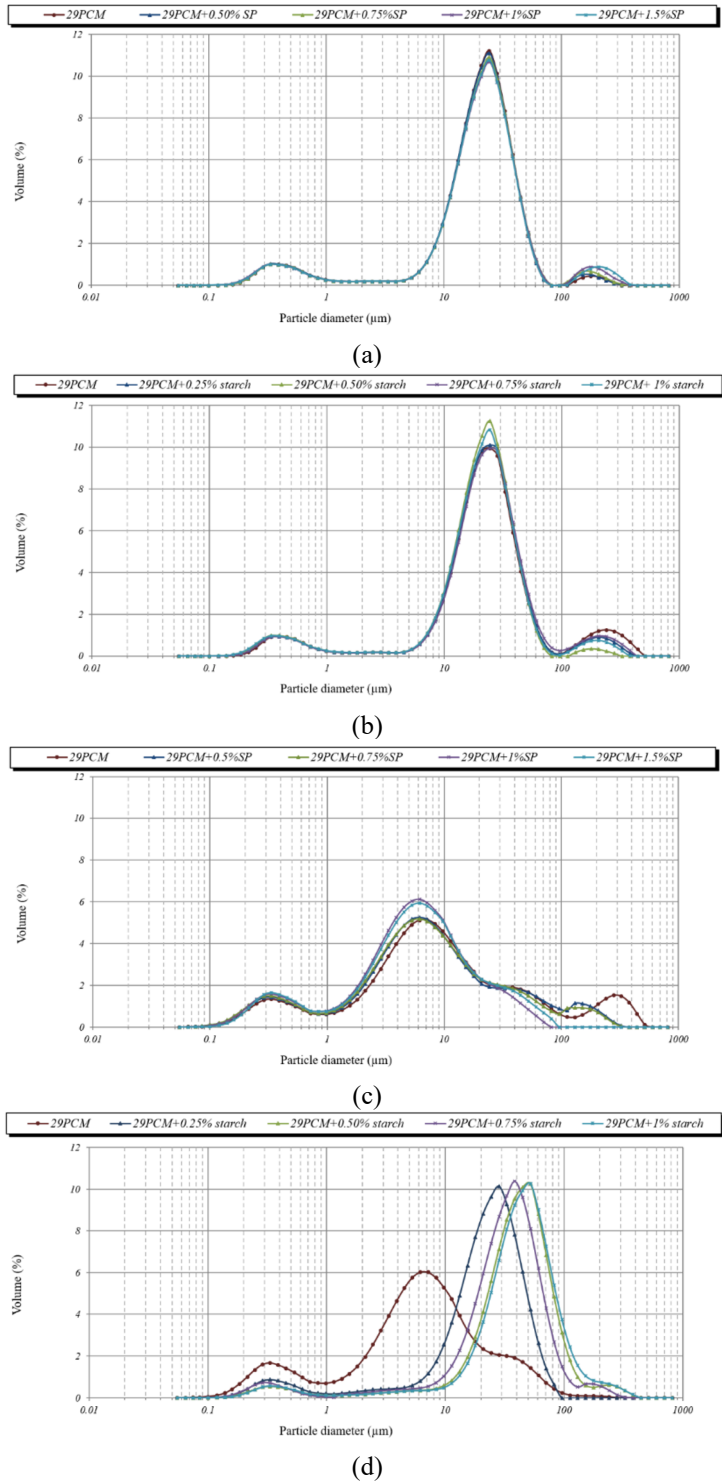 29PCM 29PCM+0.50% SP 29PCM+0.75%SP 29PCM+1%SP 29PCM+1.5%SP
12
10
8
6
4
2
0
Volume (%)
0.01 0.1 1 10 100 1000
Particle diameter (µm)
(a)
29PCM 29PCM+0.25% starch 29PCM+0.50% starch 29PCM+0.75% starch 29PCM+ 1% starch
12
10
8
6
4
2
0
Volume (%)
0.01 0.1 1 10 100 1000
Particle diameter (µm)
(b)
29PCM 29PCM+0.5%SP 29PCM+0.75%SP 29PCM+1%SP 29PCM+1.5%SP
12
10
8
6
4
2
0
Volume (%)
0.01 0.1 1 10 100 1000
Particle diameter (µm)
(c)
29PCM 29PCM+0.25% starch 29PCM+0.50% starch 29PCM+0.75% starch 29PCM+1% starch
12
10
8
6
4
2
0
Volume (%)
0.01 0.1 1 10 100 1000
Particle diameter (µm)
(d)